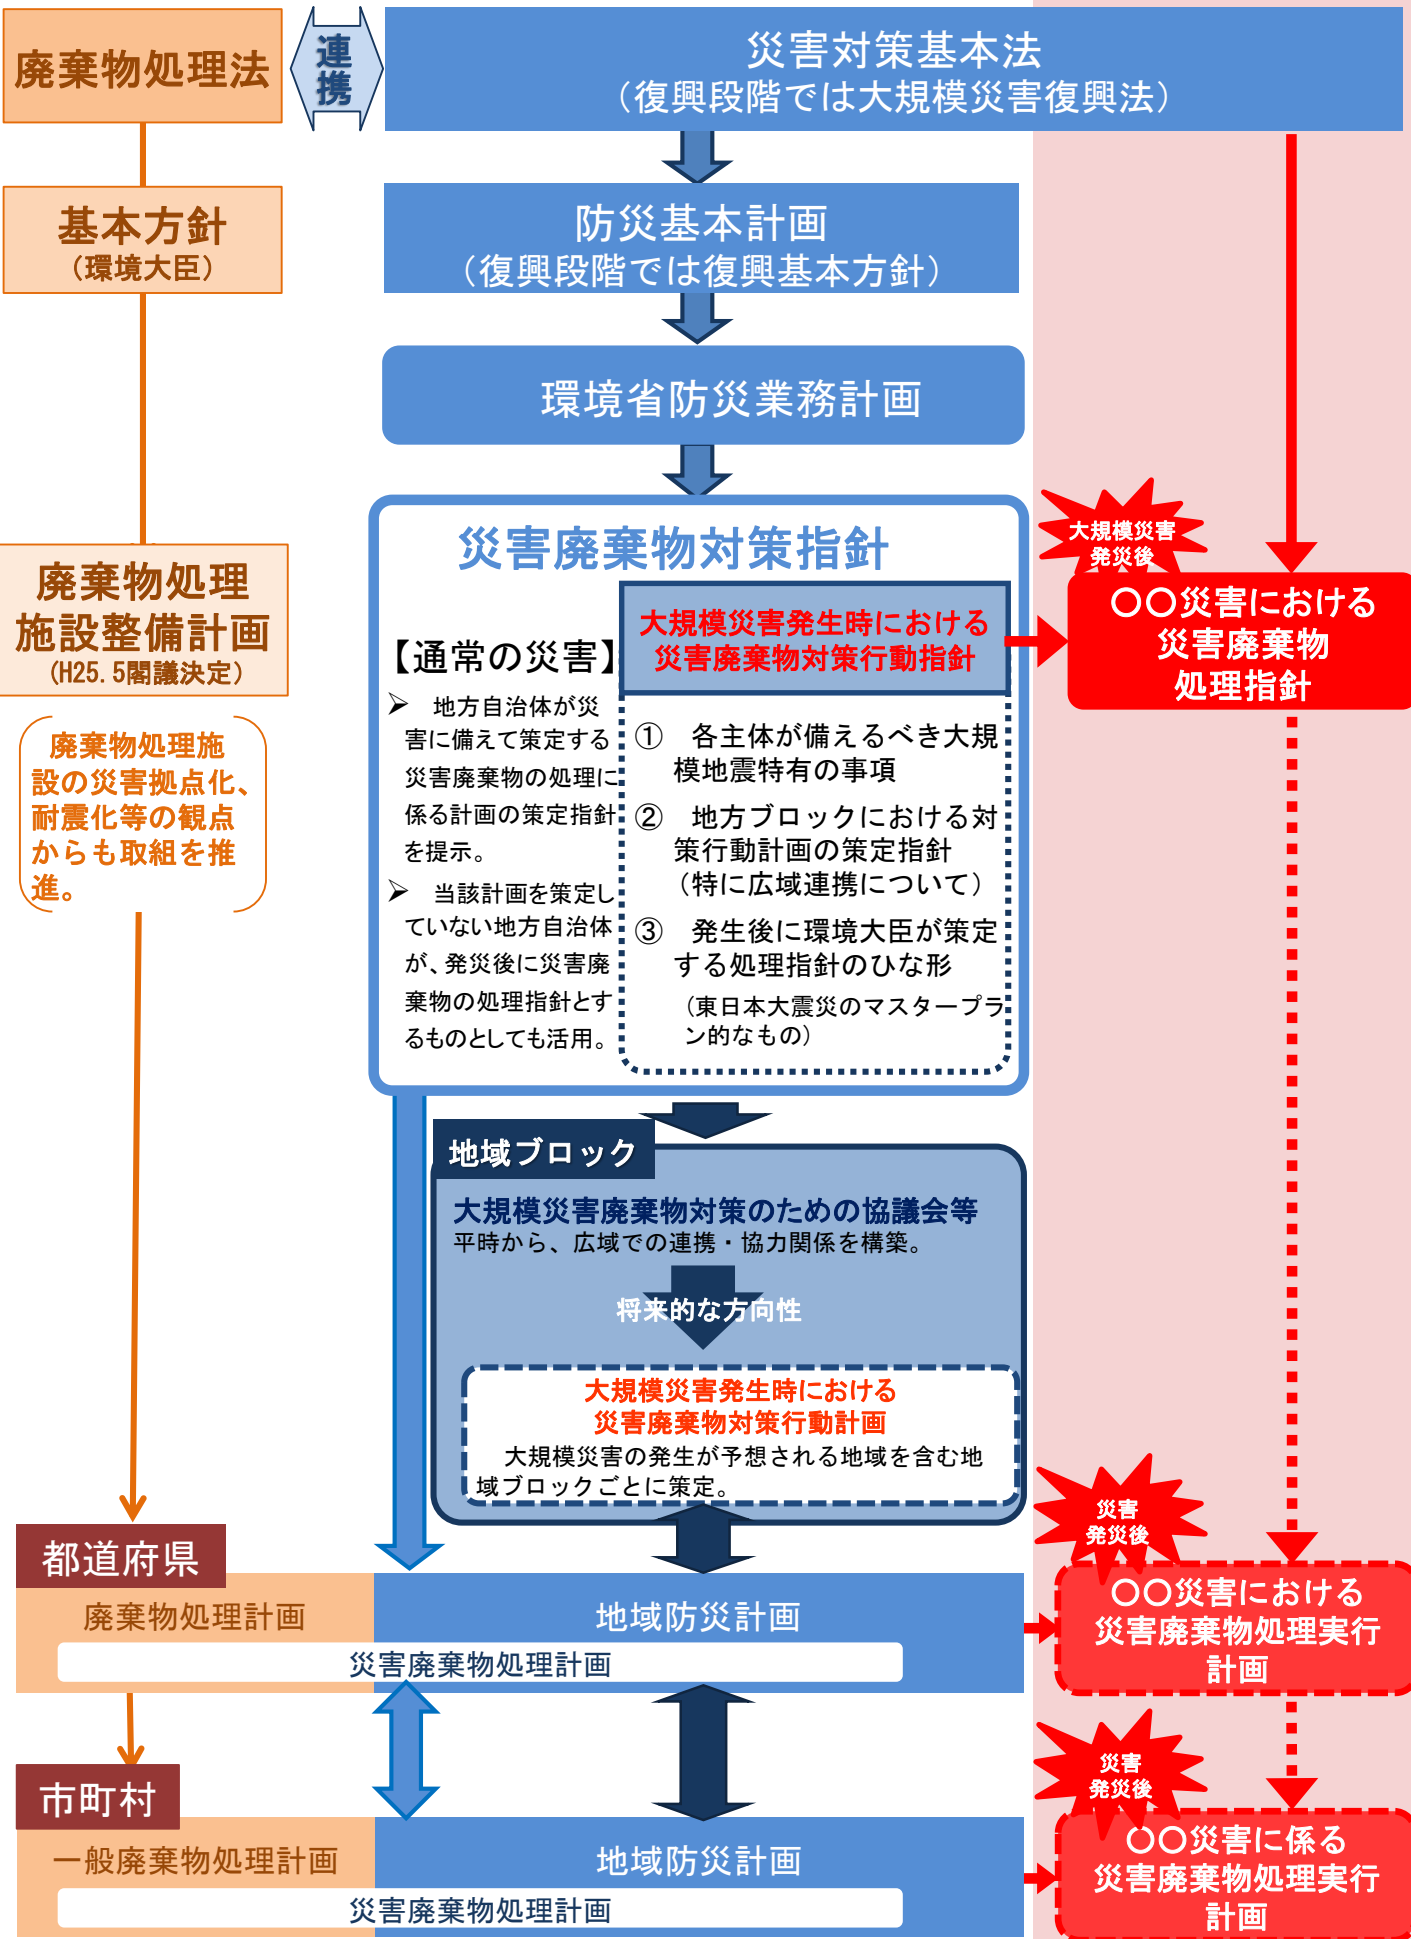 廃棄物処理法
連
携
災害対策基本法
（復興段階では大規模災害復興法）
基本方針
（環境大臣）
防災基本計画
（復興段階では復興基本方針）
環境省防災業務計画
廃棄物処理
施設整備計画
(H25.5閣議決定)
廃棄物処理施
設の災害拠点化、
耐震化等の観点
からも取組を推
進。
災害廃棄物対策指針
【通常の災害】
➢ 地方自治体が災
害に備えて策定する
災害廃棄物の処理に
係る計画の策定指針
を提示。
➢ 当該計画を策定し
ていない地方自治体
が、発災後に災害廃
棄物の処理指針とす
るものとしても活用。
大規模災害発生時における
災害廃棄物対策行動指針
① 各主体が備えるべき大規
模地震特有の事項
② 地方ブロックにおける対
策行動計画の策定指針
（特に広域連携について）
③ 発生後に環境大臣が策定
する処理指針のひな形
（東日本大震災のマスタープラ
ン的なもの）
大規模災害
発災後
〇〇災害における
災害廃棄物
処理指針
地域ブロック
大規模災害廃棄物対策のための協議会等
平時から、広域での連携・協力関係を構築。
将来的な方向性
大規模災害発生時における
災害廃棄物対策行動計画
大規模災害の発生が予想される地域を含む地
域ブロックごとに策定。
都道府県
廃棄物処理計画
地域防災計画
災害廃棄物処理計画
災害
発災後
〇〇災害における
災害廃棄物処理実行
計画
市町村
一般廃棄物処理計画
地域防災計画
災害廃棄物処理計画
災害
発災後
〇〇災害に係る
災害廃棄物処理実行
計画